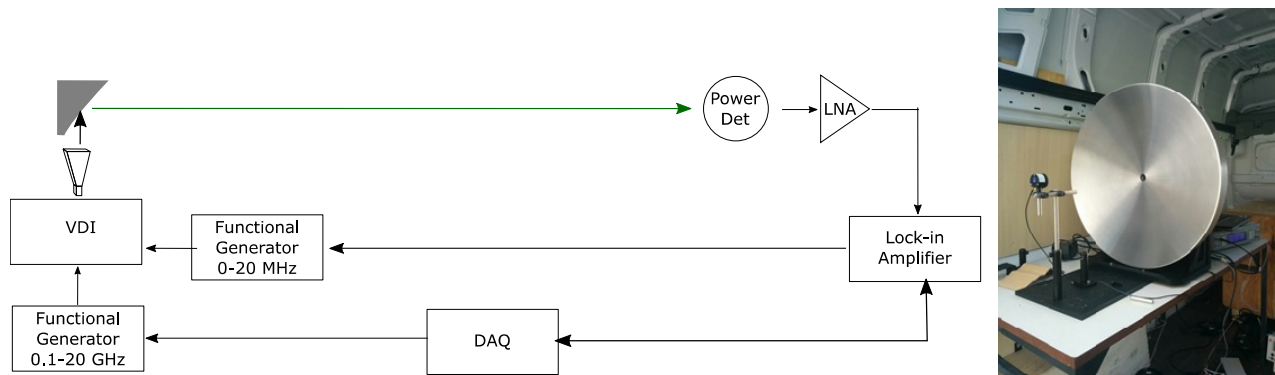 Power
Det
LNA
VDI
Functional
Generator
0-20 MHz
Lock-in
Amplifier
Functional
Generator
0.1-20 GHz
DAQ